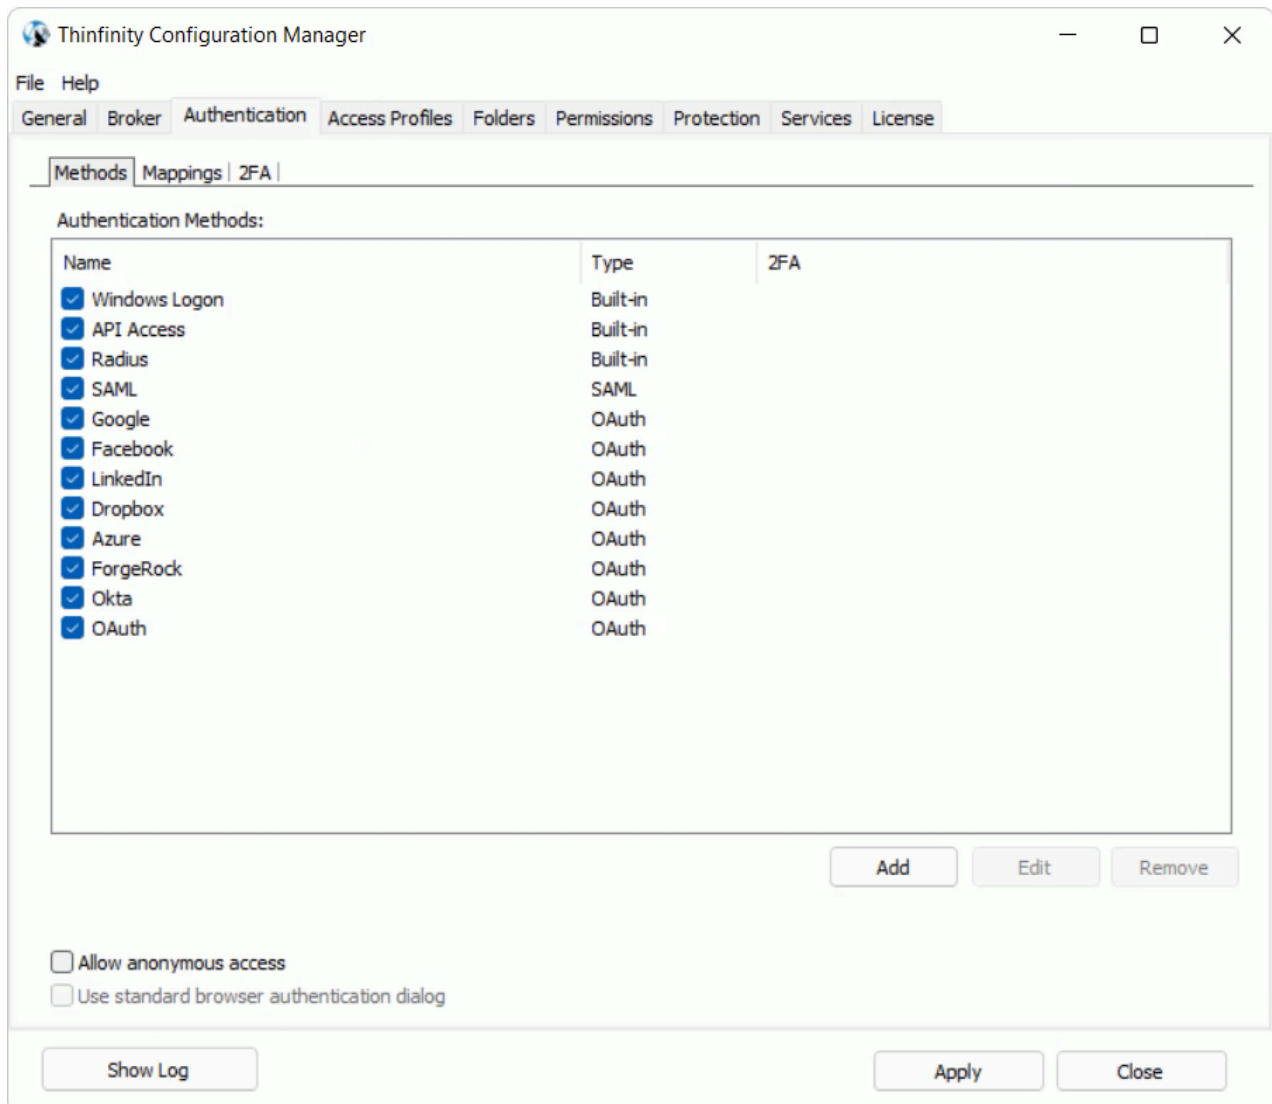 Thinfinity Configuration Manager
File Help
General Broker Authentication Access Profiles Folders Permissions Protection Services License
Methods Mappings 2FA
Authentication Methods:
Name Type 2FA
Windows Logon Built-in
API Access Built-in
Radius Built-in
SAML SAML
Google OAuth
Facebook OAuth
LinkedIn OAuth
Dropbox OAuth
Azure OAuth
ForgeRock OAuth
Okta OAuth
OAuth OAuth
Add Edit Remove
Allow anonymous access
Use standard browser authentication dialog
Show Log Apply Close